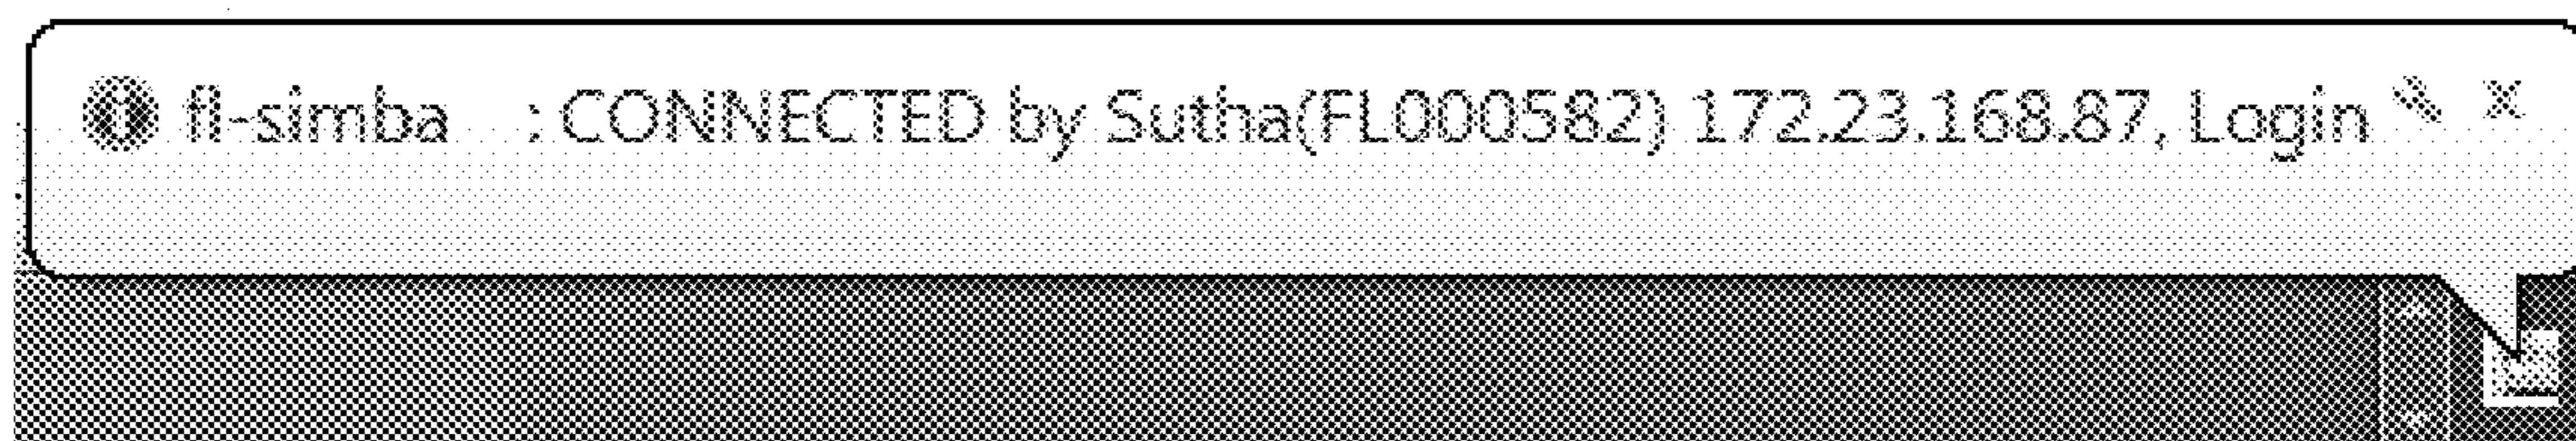 fl-simba : CONNECTED by Sutha(FL000582) 172.23.168.87, Login